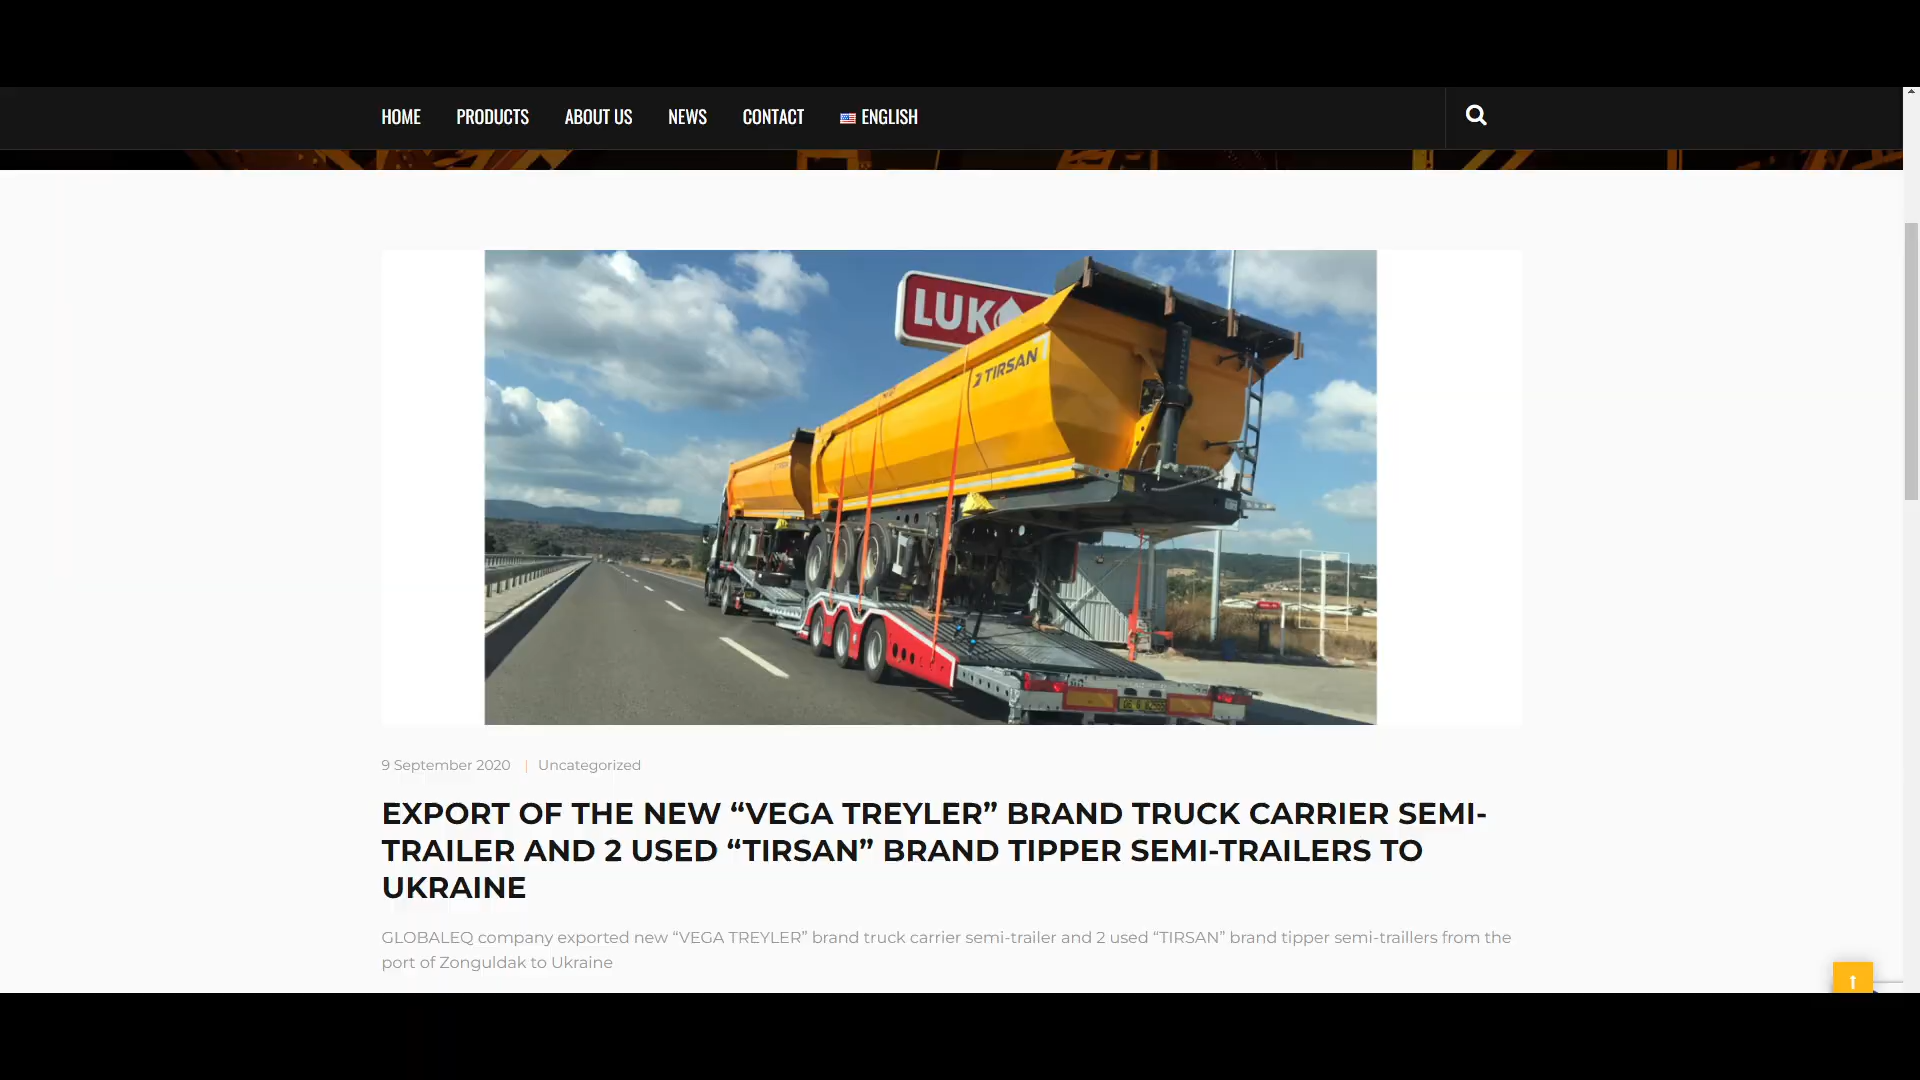 HOME PRODUCTS ABOUT US NEWS CONTACT ENGLISH
LUK
TIRSAN
9 September 2020 | Uncategorized
EXPORT OF THE NEW “VEGA TREYLER” BRAND TRUCK CARRIER SEMI-
TRAILER AND 2 USED “TIRSAN” BRAND TIPPER SEMI-TRAILERS TO
UKRAINE
GLOBALEQ company exported new “VEGA TREYLER” brand truck carrier semi-trailer and 2 used “TIRSAN” brand tipper semi-traillers from the
port of Zonguldak to Ukraine